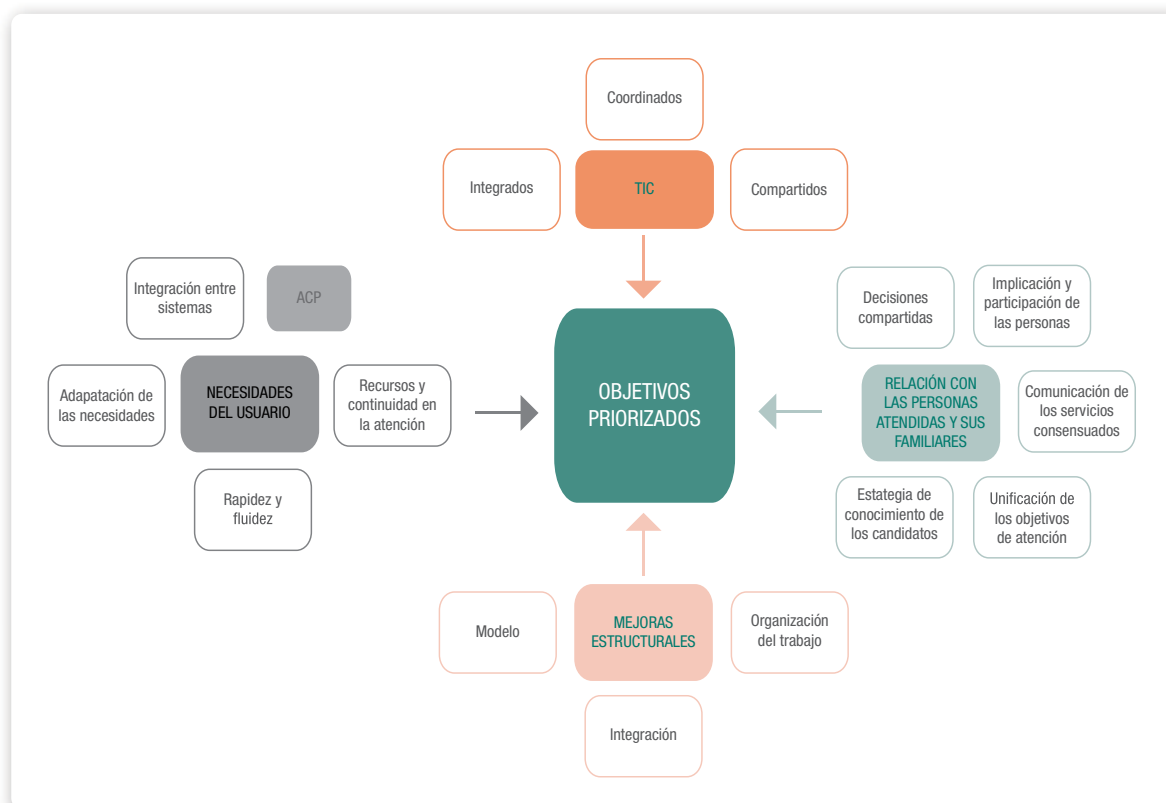 Coordinados
Integrados
TIC
Compartidos
Integración entre
sistemas
ACP
Adapatación de
las necesidades
NECESIDADES
DEL USUARIO
Recursos y
continuidad en
la atención
Rapidez y
fluidez
OBJETIVOS
PRIORIZADOS
Decisiones
compartidas
Implicación y
participación de
las personas
RELACIÓN CON
LAS PERSONAS
ATENDIDAS Y SUS
FAMILIARES
Comunicación de
los servicios
consensuados
Estategia de
conocimiento de
los candidatos
Unificación de
los objetivos
de atención
Modelo
MEJORAS
ESTRUCTURALES
Organización
del trabajo
Integración